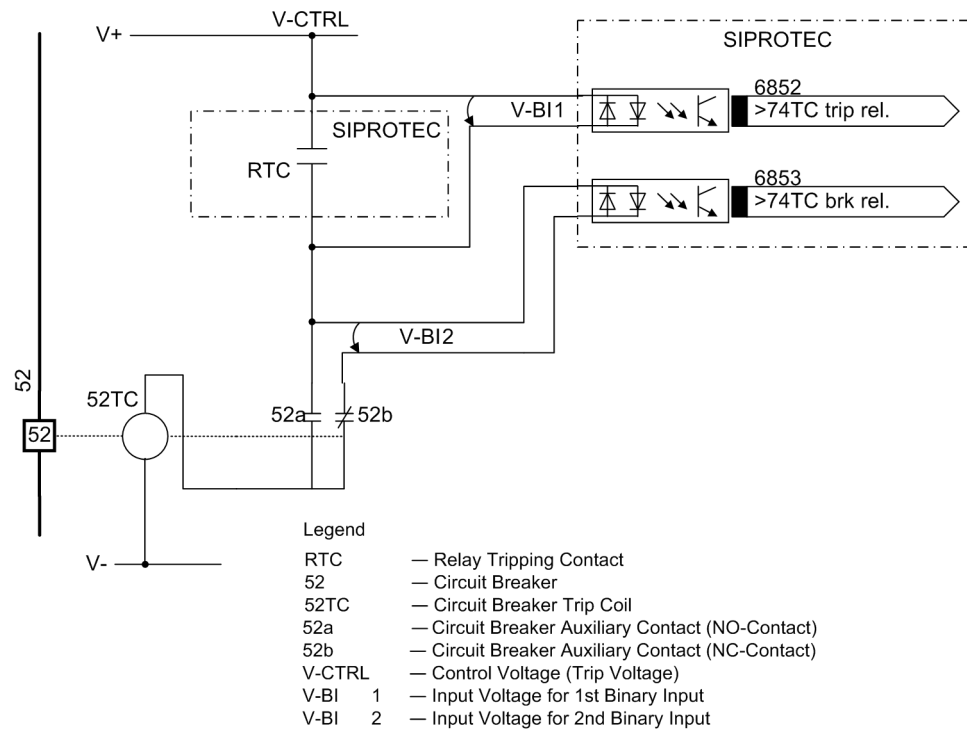 V-CTRL
V+
SIPROTEC
6852
>74TC trip rel.
V-BI1
SIPROTEC
RTC
6853
>74TC brk rel.
V-BI2
52
52TC
52a
52b
52
V-
Legend
RTC — Relay Tripping Contact
52 — Circuit Breaker
52TC — Circuit Breaker Trip Coil
52a — Circuit Breaker Auxiliary Contact (NO-Contact)
52b — Circuit Breaker Auxiliary Contact (NC-Contact)
V-CTRL — Control Voltage (Trip Voltage)
V-BI 1 — Input Voltage for 1st Binary Input
V-BI 2 — Input Voltage for 2nd Binary Input